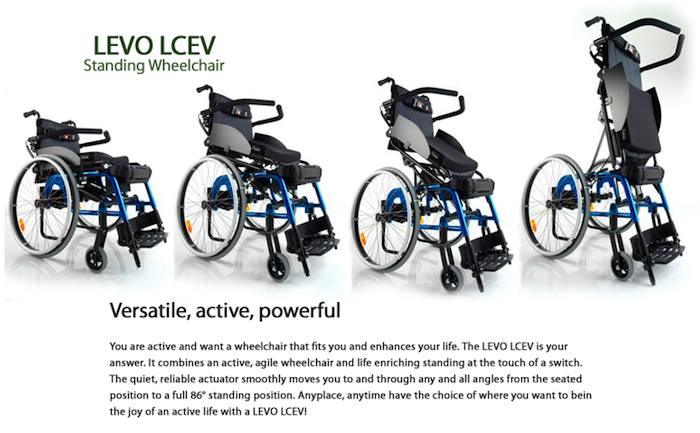 LEVO LCEV
Standing Wheelchair
Versatile, active, powerful
You are active and want a wheelchair that fits you and enhances your life. The LEVO LCEV is your
answer. It combines an active, agile wheelchair and life enriching standing at the touch of a switch.
The quiet, reliable actuator smoothly moves you to and through any and all angles from the seated
position to a full 86° standing position. Anyplace, anytime have the choice of where you want to bein
the joy of an active life with a LEVO LCEV!